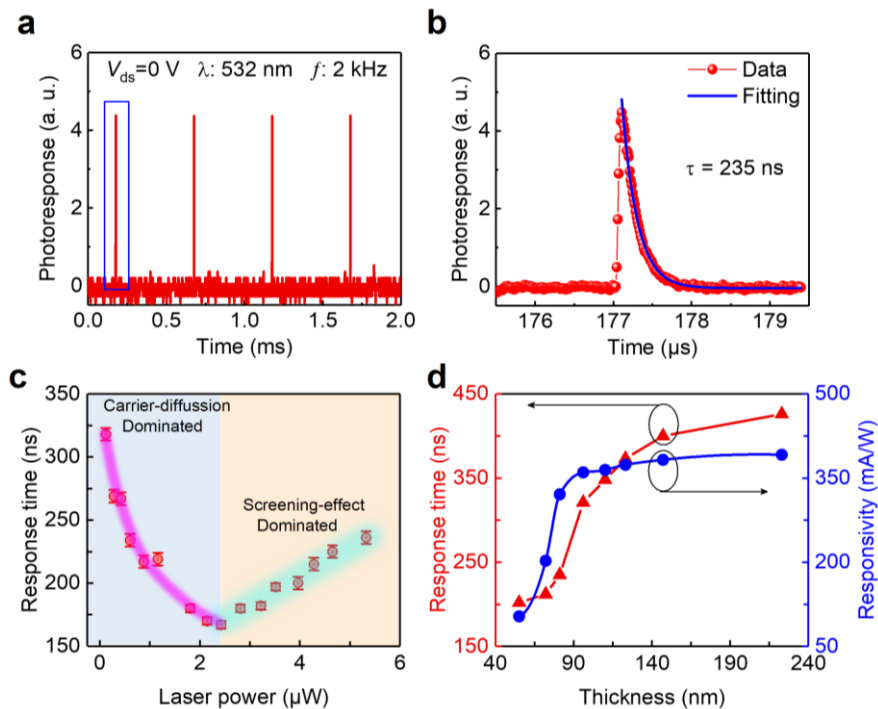 a
6
4
2
0
Photoresponse (a. u.)
V_ds=0 V λ: 532 nm f: 2 kHz
0.0 0.5 1.0 1.5 2.0
Time (ms)
b
6
4
2
0
Photoresponse (a. u.)
Data
Fitting
τ = 235 ns
176 177 178 179
Time (µs)
c
350
300
250
200
150
Response time (ns)
Carrier-diffussion
Dominated
Screening-effect
Dominated
0 2 4 6
Laser power (µW)
d
450
350
250
150
Response time (ns)
500
350
200
50
Responsivity (mA/W)
40 90 140 190 240
Thickness (nm)